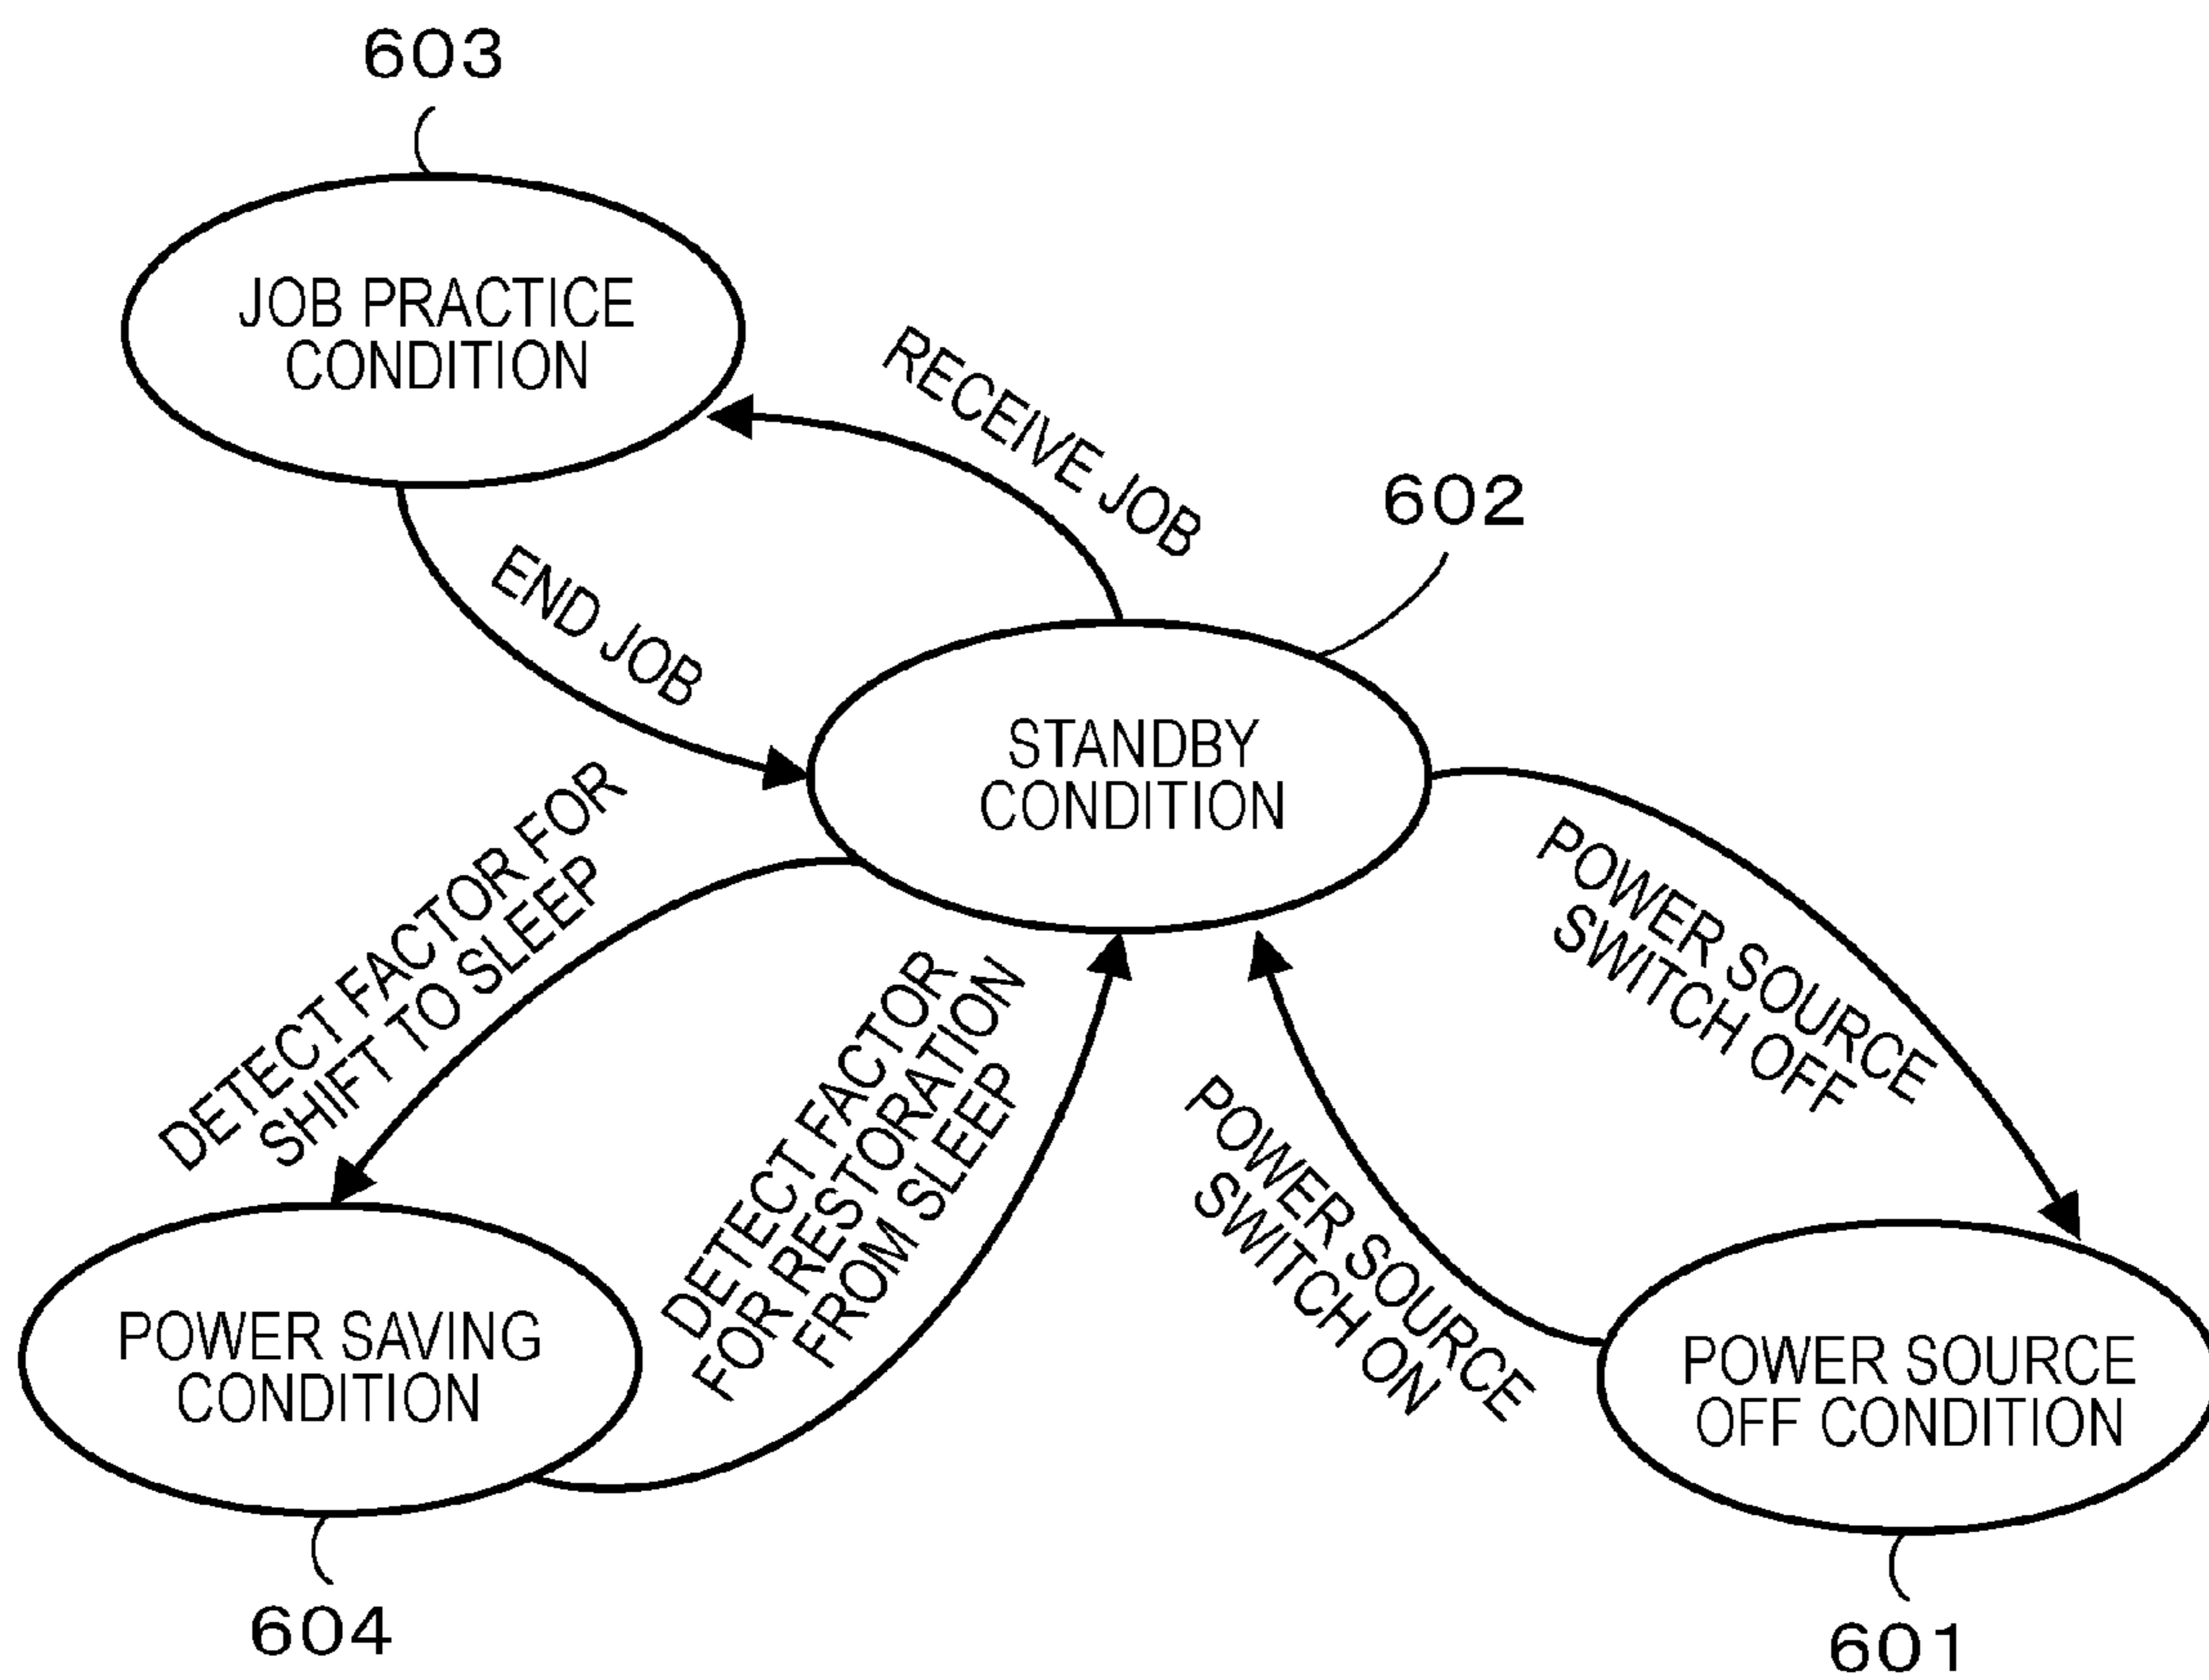 603
JOB PRACTICE
CONDITION
RECEIVE JOB
602
END JOB
STANDBY
CONDITION
DETECT FACTOR FOR
SHIFT TO SLEEP
POWER SOURCE
SWITCH OFF
DETECT FACTOR
FOR RESTORATION
FROM SLEEP
POWER SOURCE
SWITCH ON
POWER SAVING
CONDITION
POWER SOURCE
OFF CONDITION
604
601